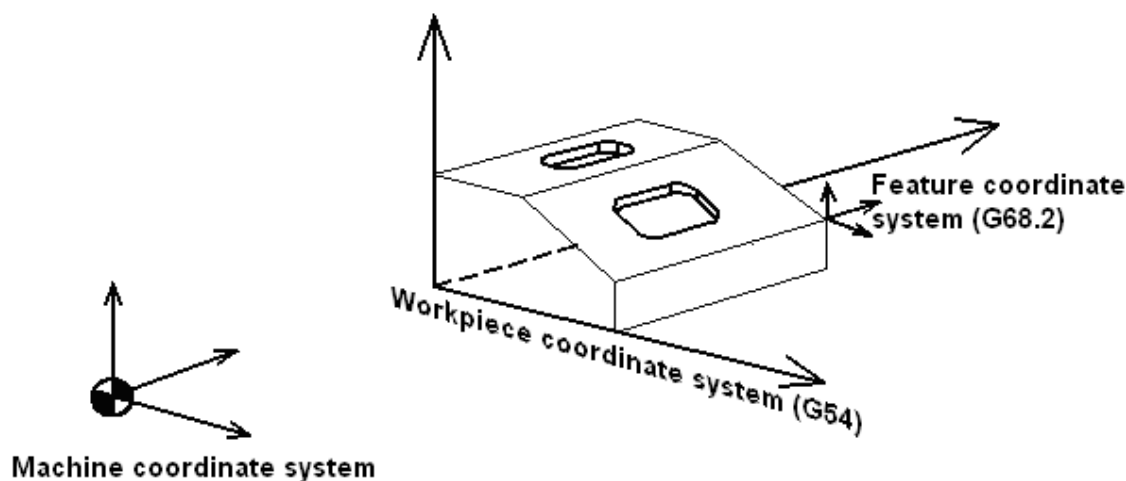 Feature coordinate
system (G68.2)
Workpiece coordinate system (G54)
Machine coordinate system